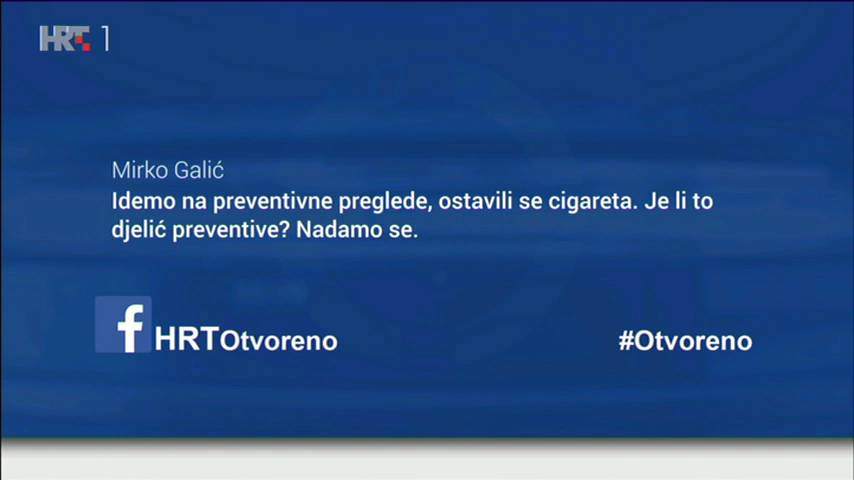 HRT 1
Mirko Galić
Idemo na preventivne preglede, ostavili se cigareta. Je li to
djelić preventive? Nadamo se.
f HRTOtvoreno
#Otvoreno